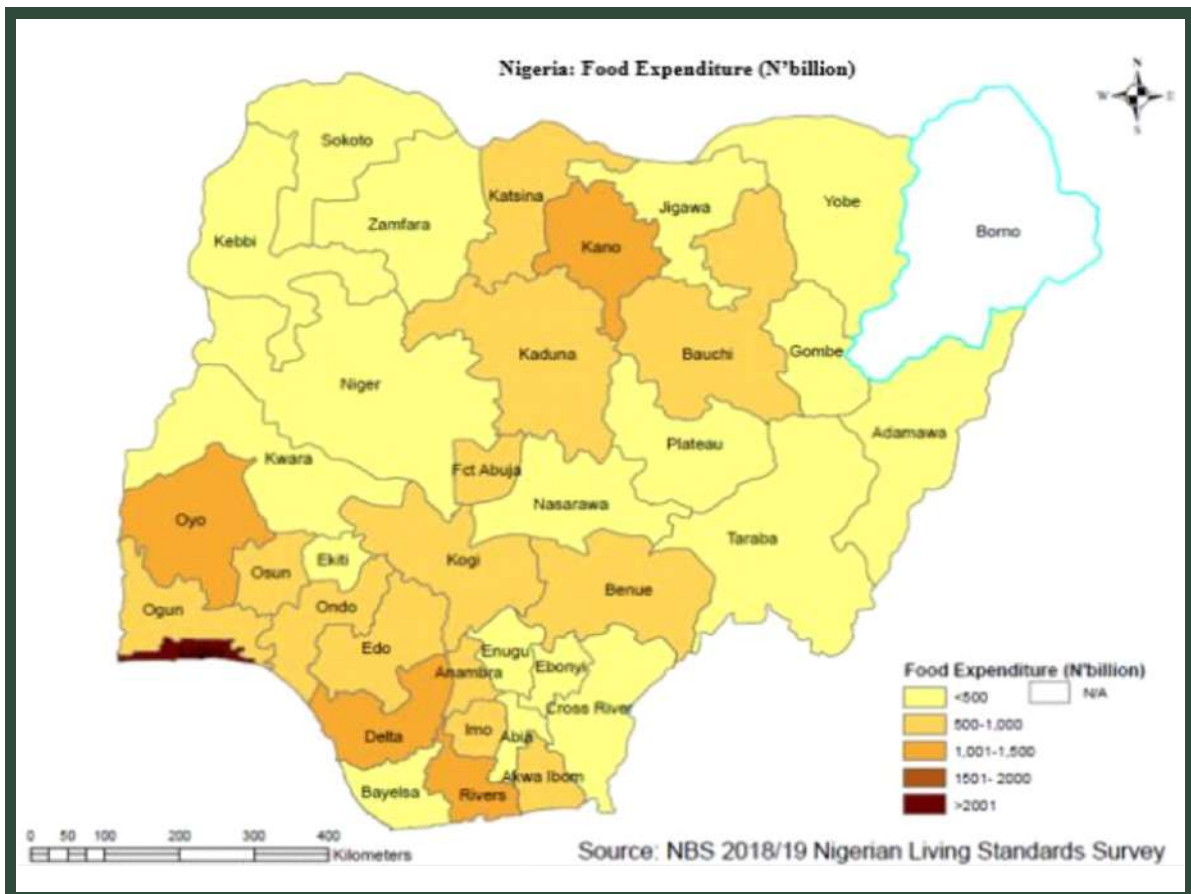 Nigeria: Food Expenditure (N'billion)
N
W E
S
Sokoto
Katsina
Jigawa
Yobe
Zamfara
Kebbi
Kano
Borno
Kaduna
Bauchi
Gombe
Niger
Adamawa
Plateau
Kwara
Fct Abuja
Nasarawa
Oyo
Taraba
Ekiti
Kogi
Osun
Benue
Ogun
Ondo
Edo
Enugu
Ebonyi
Anambra
Cross River
Imo
Abia
Delta
Akwa Ibom
Bayelsa
Rivers
Food Expenditure (N'billion)
<500 N/A
500-1,000
1,001-1,500
1501- 2000
>2001
0 50 100 200 300 400
Kilometers
Source: NBS 2018/19 Nigerian Living Standards Survey